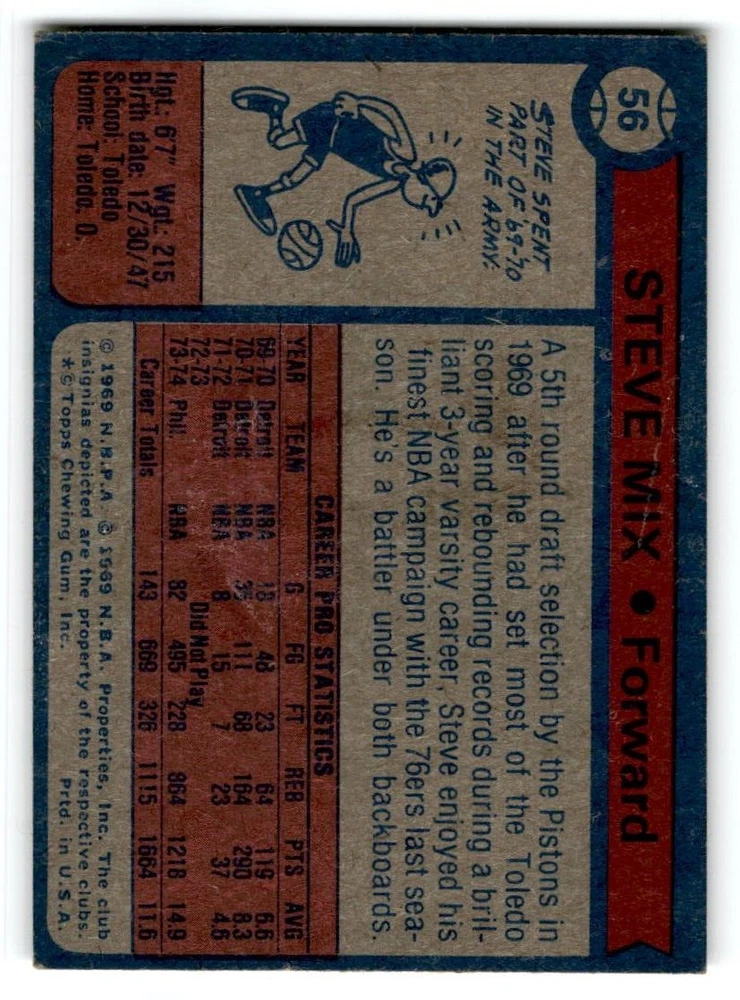 56
STEVE MIX • Forward
STEVE SPENT
PART OF '69-'70
IN THE ARMY.
Hgt.: 6'7" Wgt.: 215
Birth date: 12/30/47
School: Toledo
Home: Toledo, O.
A 5th round draft selection by the Pistons in
1969 after he had set most of the Toledo
scoring and rebounding records during a bril-
liant 3-year varsity career, Steve enjoyed his
finest NBA campaign with the 76ers last sea-
son. He's a battler under both backboards.
CAREER PRO STATISTICS
YEAR TEAM G FG FT REB PTS AVG
69-70 Detroit NBA 18 48 23 64 119 6.6
70-71 Detroit NBA 35 111 68 164 290 8.3
71-72 Detroit NBA 8 15 7 23 37 4.6
72-73 Did Not Play
73-74 Phil. NBA 82 495 228 864 1218 14.9
Career Totals 143 669 326 1115 1664 11.6
© 1969 N.B.P.A. © 1969 N.B.A. Properties, Inc. The club
insignias depicted are the property of the respective clubs.
*© Topps Chewing Gum, Inc. Prtd. in U.S.A.